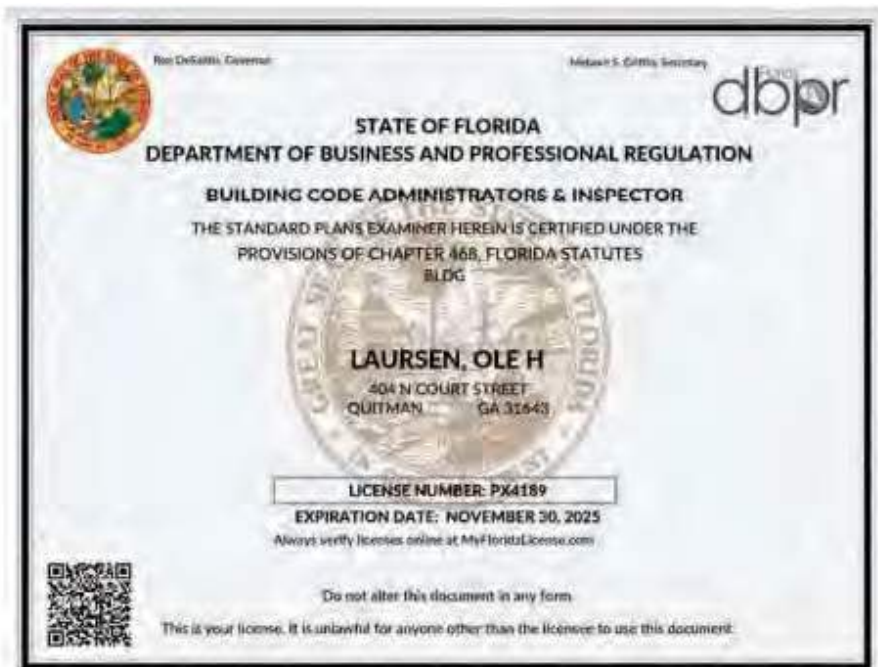 Ron DeSantis, Governor
Melanie S. Griffin, Secretary
Florida
dbpr
STATE OF FLORIDA
DEPARTMENT OF BUSINESS AND PROFESSIONAL REGULATION
BUILDING CODE ADMINISTRATORS & INSPECTOR
THE STANDARD PLANS EXAMINER HEREIN IS CERTIFIED UNDER THE
PROVISIONS OF CHAPTER 468, FLORIDA STATUTES
BLDG
LAURSEN, OLE H
404 N COURT STREET
QUITMAN GA 31643
LICENSE NUMBER: PX4189
EXPIRATION DATE: NOVEMBER 30, 2025
Always verify licenses online at MyFloridaLicense.com
Do not alter this document in any form.
This is your license. It is unlawful for anyone other than the licensee to use this document.